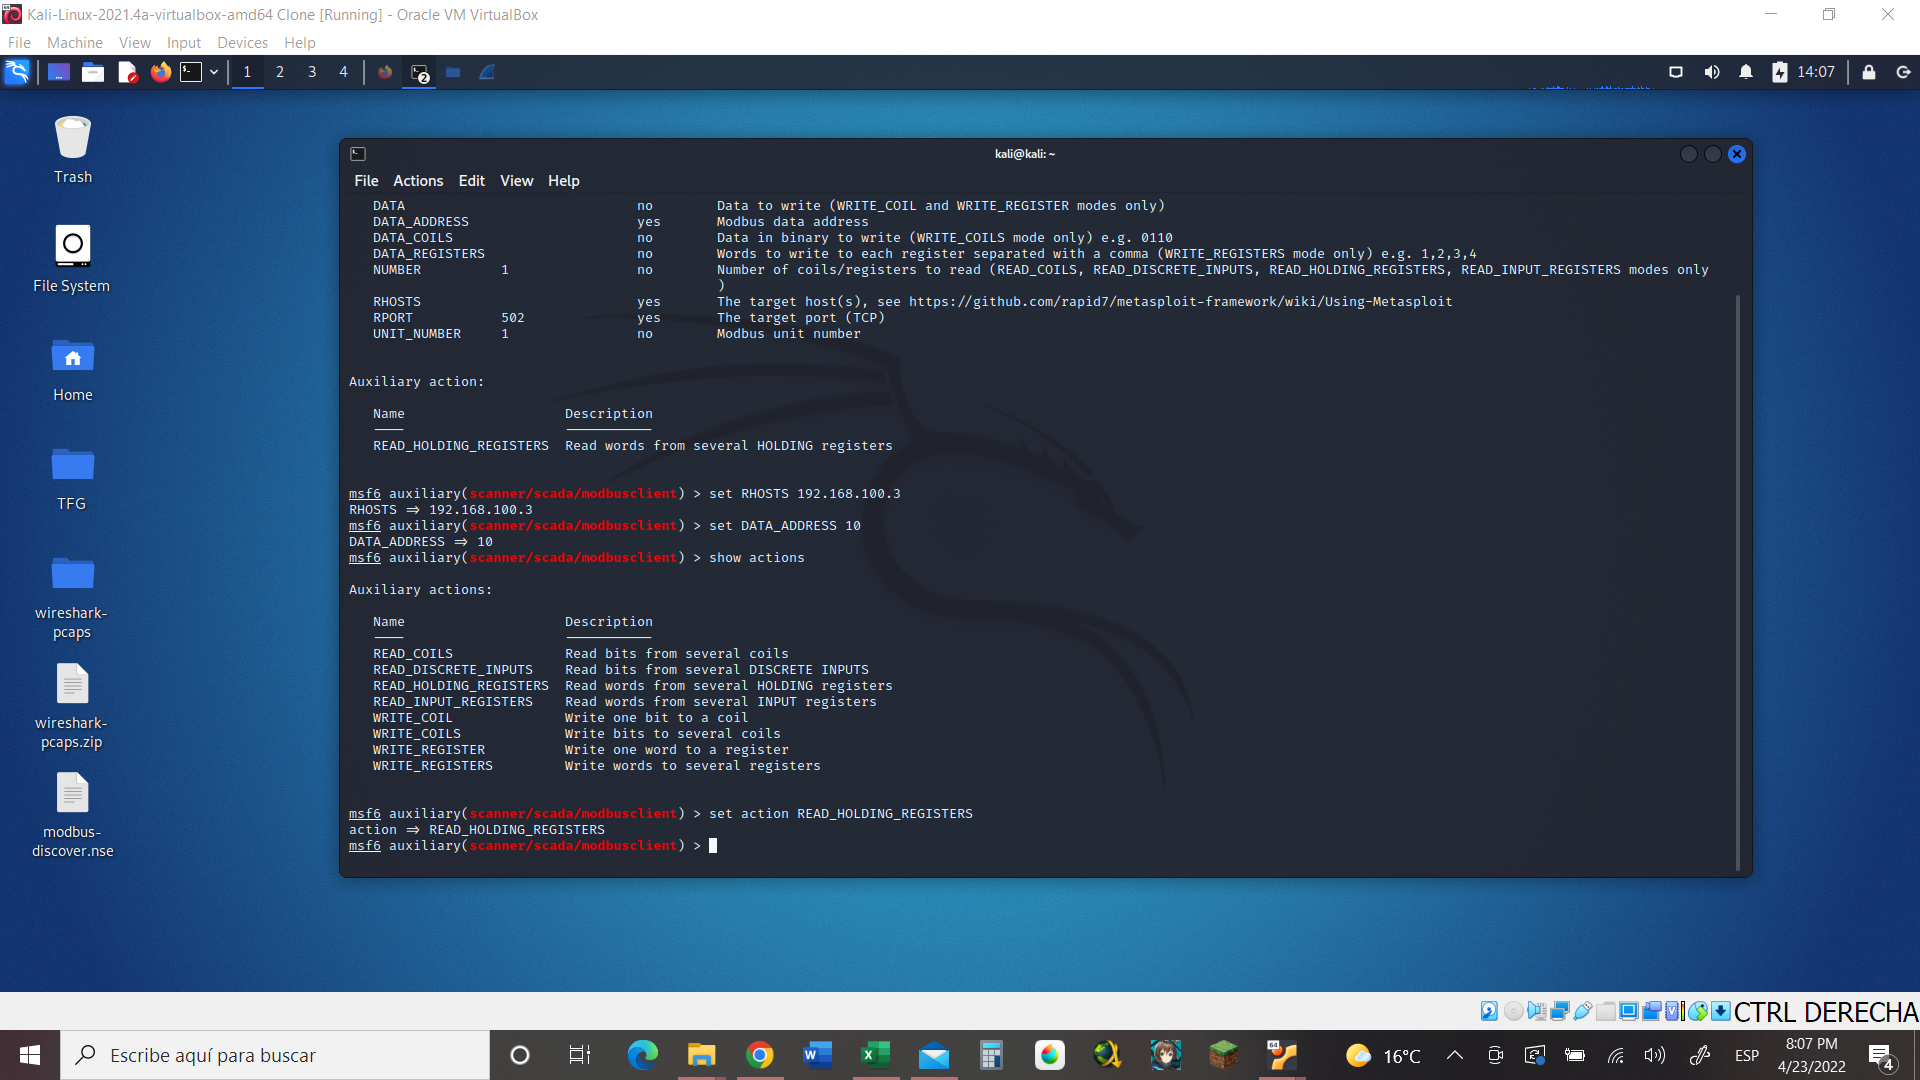 Kali-Linux-2021.4a-virtualbox-amd64 Clone [Running] - Oracle VM VirtualBox
File Machine View Input Devices Help
1 2 3 4 2 14:07
Trash
File System
Home
TFG
wireshark-
pcaps
wireshark-
pcaps.zip
modbus-
discover.nse
kali@kali: ~
File Actions Edit View Help
DATA no Data to write (WRITE_COIL and WRITE_REGISTER modes only)
DATA_ADDRESS yes Modbus data address
DATA_COILS no Data in binary to write (WRITE_COILS mode only) e.g. 0110
DATA_REGISTERS no Words to write to each register separated with a comma (WRITE_REGISTERS mode only) e.g. 1,2,3,4
NUMBER 1 no Number of coils/registers to read (READ_COILS, READ_DISCRETE_INPUTS, READ_HOLDING_REGISTERS, READ_INPUT_REGISTERS modes only
)
RHOSTS yes The target host(s), see https://github.com/rapid7/metasploit-framework/wiki/Using-Metasploit
RPORT 502 yes The target port (TCP)
UNIT_NUMBER 1 no Modbus unit number
Auxiliary action:
Name Description
READ_HOLDING_REGISTERS Read words from several HOLDING registers
msf6 auxiliary(scanner/scada/modbusclient) > set RHOSTS 192.168.100.3
RHOSTS ⇒ 192.168.100.3
msf6 auxiliary(scanner/scada/modbusclient) > set DATA_ADDRESS 10
DATA_ADDRESS ⇒ 10
msf6 auxiliary(scanner/scada/modbusclient) > show actions
Auxiliary actions:
Name Description
READ_COILS Read bits from several coils
READ_DISCRETE_INPUTS Read bits from several DISCRETE INPUTS
READ_HOLDING_REGISTERS Read words from several HOLDING registers
READ_INPUT_REGISTERS Read words from several INPUT registers
WRITE_COIL Write one bit to a coil
WRITE_COILS Write bits to several coils
WRITE_REGISTER Write one word to a register
WRITE_REGISTERS Write words to several registers
msf6 auxiliary(scanner/scada/modbusclient) > set action READ_HOLDING_REGISTERS
action ⇒ READ_HOLDING_REGISTERS
msf6 auxiliary(scanner/scada/modbusclient) >
CTRL DERECHA
Escribe aquí para buscar
16°C
ESP
8:07 PM
4/23/2022
4